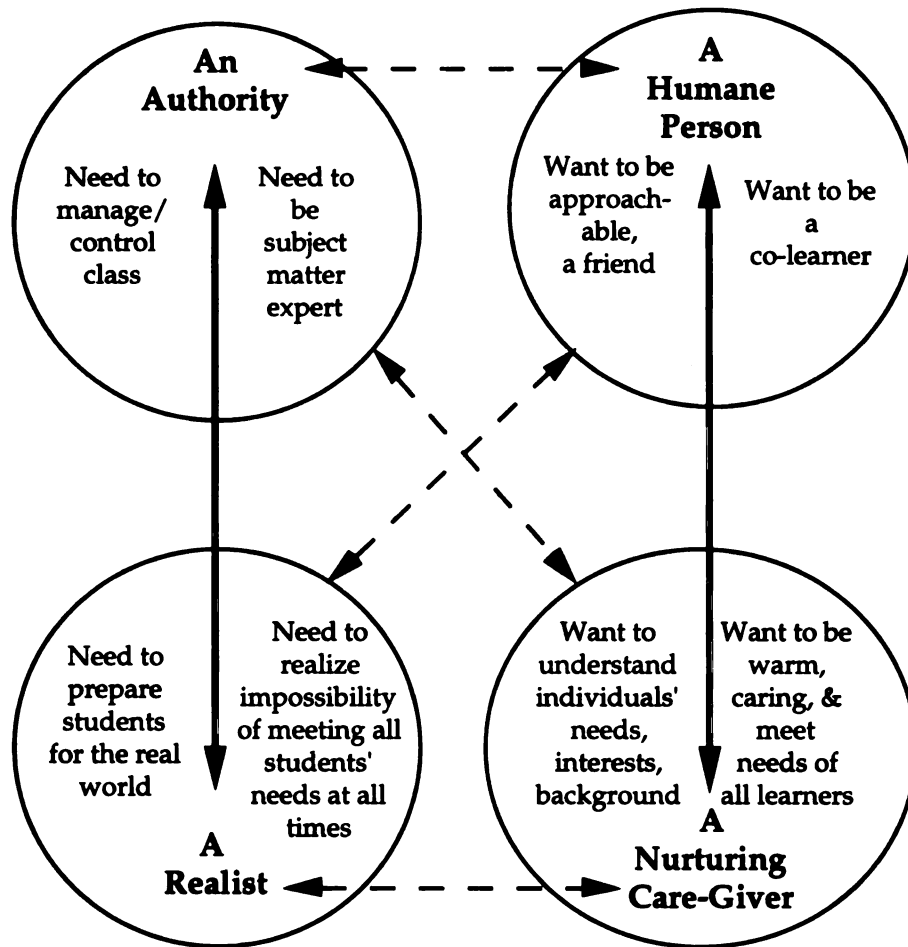 An
Authority
Need to
manage/
control
class
Need to
be
subject
matter
expert
A
Humane
Person
Want to be
approach-
able,
a friend
Want to be
a
co-learner
Need to
prepare
students
for the real
world
Need to
realize
impossibility
of meeting all
students'
needs at all
times
A
Realist
Want to
understand
individuals'
needs,
interests,
background
Want to be
warm,
caring, &
meet
needs of
all learners
A
Nurturing
Care-Giver